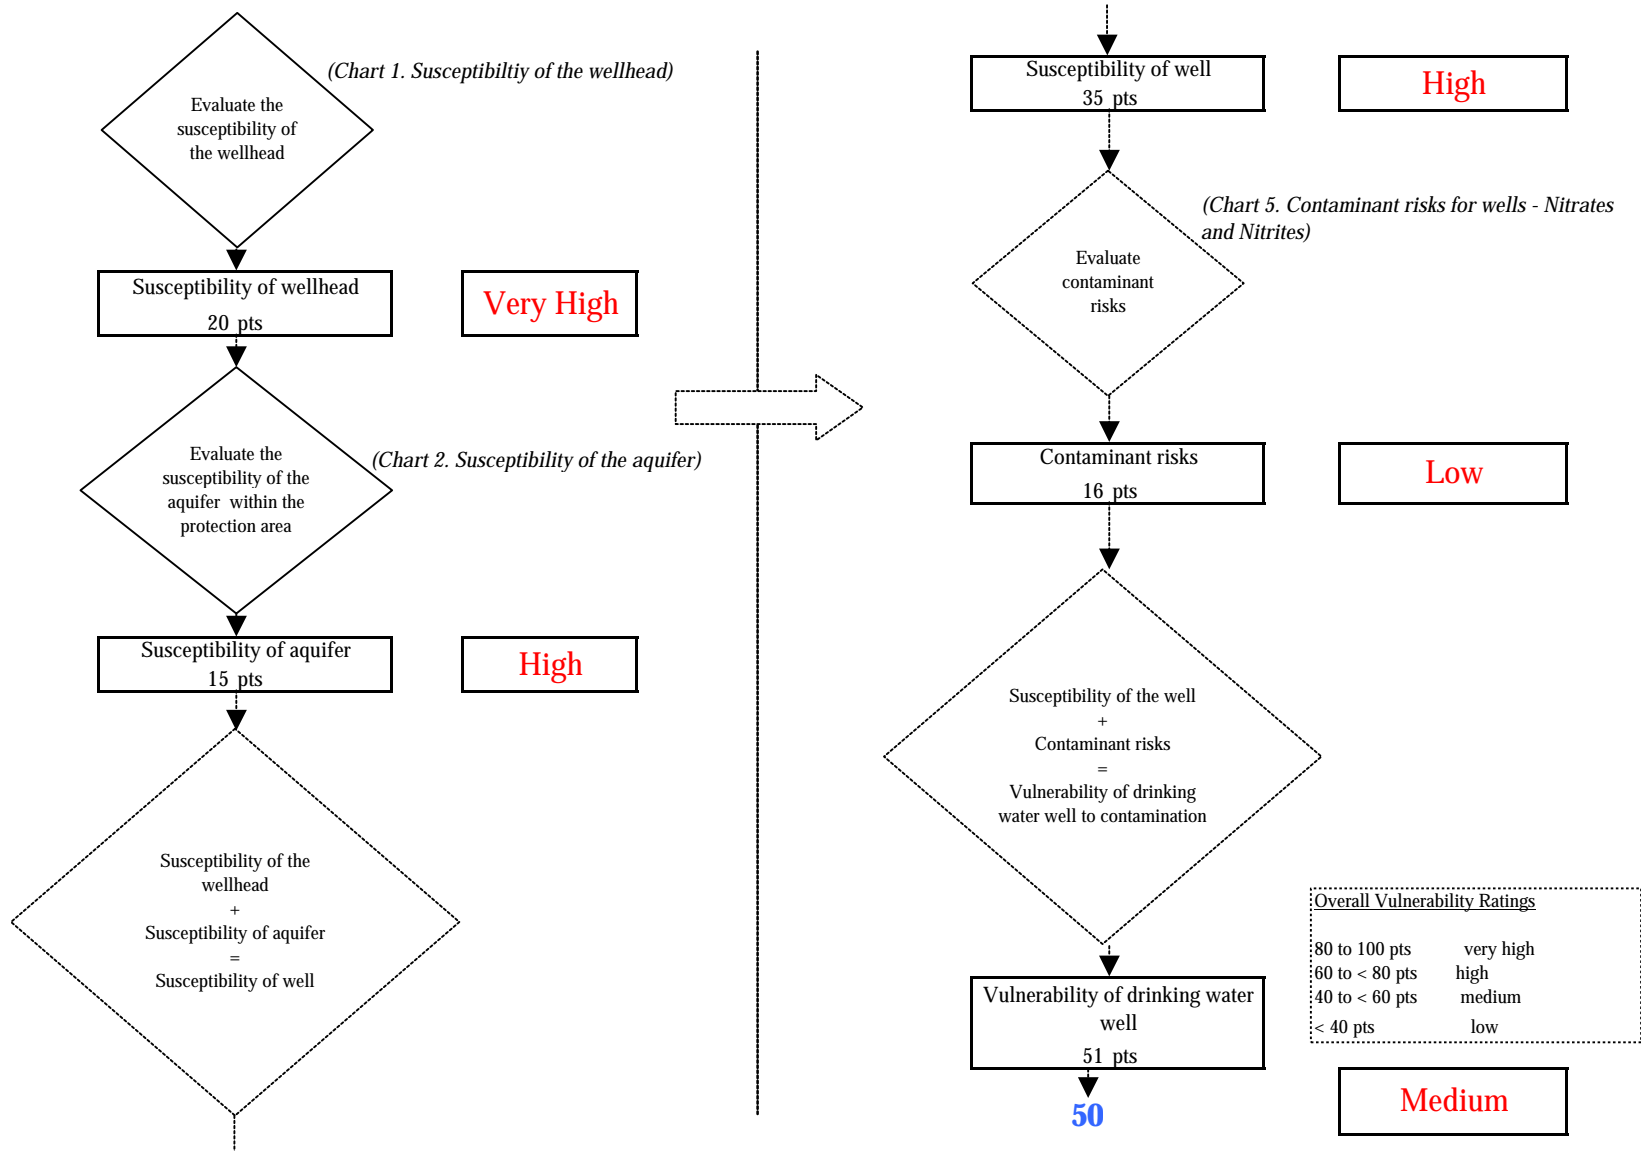 (Chart 1. Susceptibiltiy of the wellhead)
Evaluate the
susceptibility of
the wellhead
Susceptibility of wellhead
20 pts
Very High
Evaluate the
susceptibility of the
aquifer within the
protection area
(Chart 2. Susceptibility of the aquifer)
Susceptibility of aquifer
15 pts
High
Susceptibility of the
wellhead
+
Susceptibility of aquifer
=
Susceptibility of well
Susceptibility of well
35 pts
High
(Chart 5. Contaminant risks for wells - Nitrates
and Nitrites)
Evaluate
contaminant
risks
Contaminant risks
16 pts
Low
Susceptibility of the well
+
Contaminant risks
=
Vulnerability of drinking
water well to contamination
Overall Vulnerability Ratings
80 to 100 pts very high
60 to < 80 pts high
40 to < 60 pts medium
< 40 pts low
Vulnerability of drinking water
well
51 pts
50
Medium